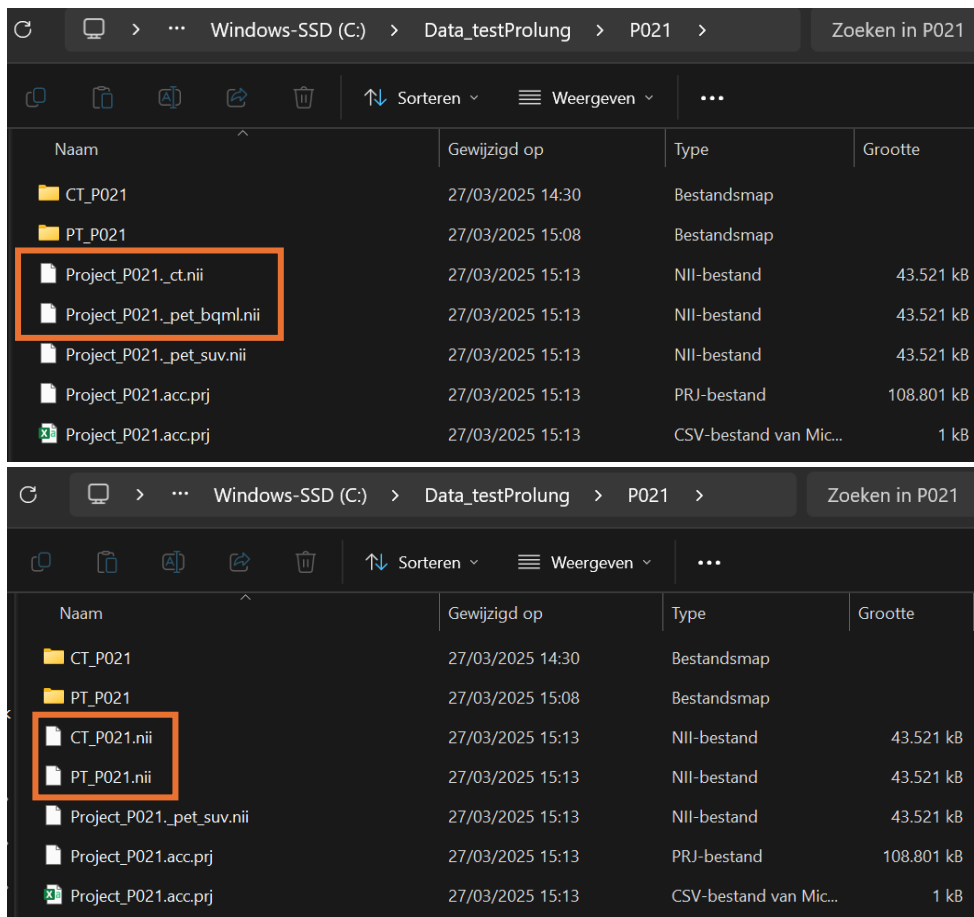 Windows-SSD (C:) > Data_testProlung > P021 > Zoeken in P021
Sorteren Weergeven
Naam Gewijzigd op Type Grootte
CT_P021 27/03/2025 14:30 Bestandsmap
PT_P021 27/03/2025 15:08 Bestandsmap
Project_P021._ct.nii 27/03/2025 15:13 NII-bestand 43.521 kB
Project_P021._pet_bqml.nii 27/03/2025 15:13 NII-bestand 43.521 kB
Project_P021._pet_suv.nii 27/03/2025 15:13 NII-bestand 43.521 kB
Project_P021.acc.prj 27/03/2025 15:13 PRJ-bestand 108.801 kB
Project_P021.acc.prj 27/03/2025 15:13 CSV-bestand van Mic... 1 kB
Windows-SSD (C:) > Data_testProlung > P021 > Zoeken in P021
Sorteren Weergeven
Naam Gewijzigd op Type Grootte
CT_P021 27/03/2025 14:30 Bestandsmap
PT_P021 27/03/2025 15:08 Bestandsmap
CT_P021.nii 27/03/2025 15:13 NII-bestand 43.521 kB
PT_P021.nii 27/03/2025 15:13 NII-bestand 43.521 kB
Project_P021._pet_suv.nii 27/03/2025 15:13 NII-bestand 43.521 kB
Project_P021.acc.prj 27/03/2025 15:13 PRJ-bestand 108.801 kB
Project_P021.acc.prj 27/03/2025 15:13 CSV-bestand van Mic... 1 kB